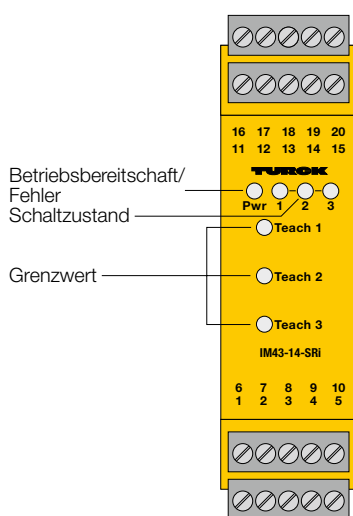 16 17 18 19 20
11 12 13 14 15
TURCK
Betriebsbereitschaft/
Fehler
Schaltzustand
Pwr 1 2 3
Teach 1
Grenzwert
Teach 2
Teach 3
IM43-14-SRi
6 7 8 9 10
1 2 3 4 5